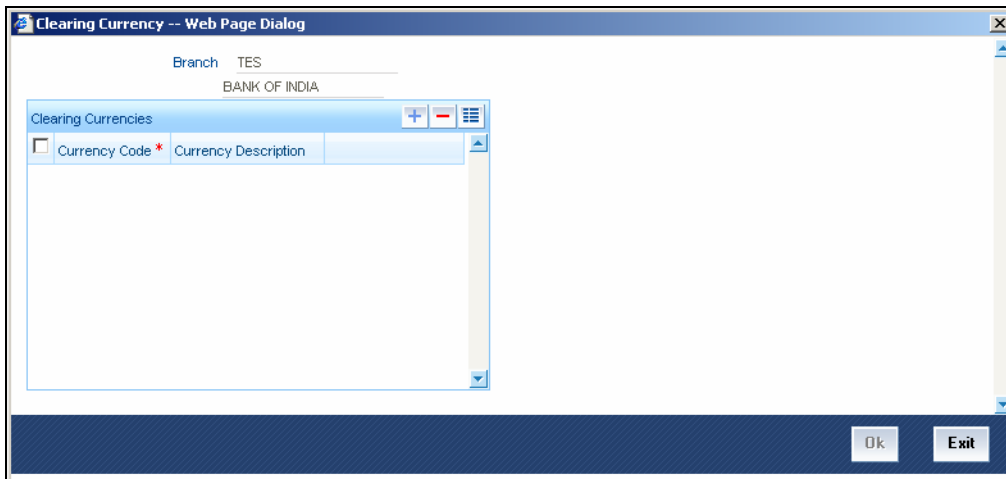 Clearing Currency -- Web Page Dialog
Branch TES
BANK OF INDIA
Clearing Currencies
Currency Code * Currency Description
Ok Exit